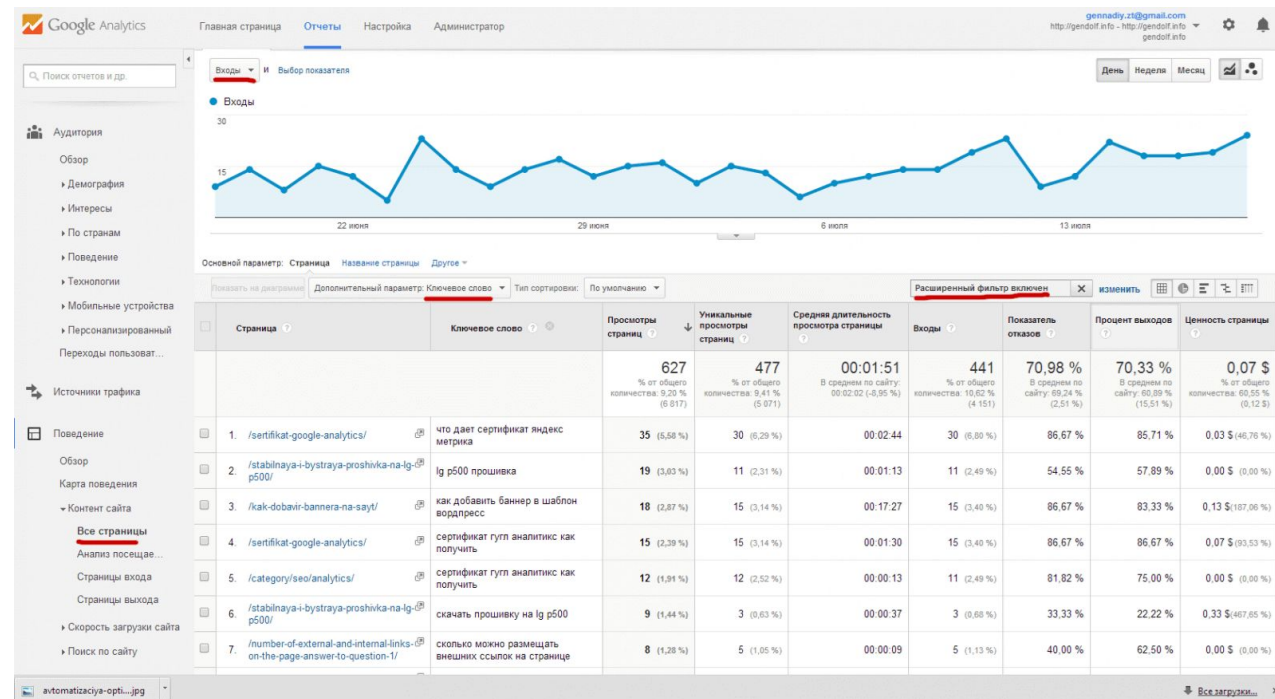 Google Analytics
Главная страница
Отчеты
Настройка
Администратор
gennadiy.zt@gmail.com
http://gendolf.info - http://gendolf.info
gendolf.info
Поиск отчетов и др.
Аудитория
Обзор
Демография
Интересы
По странам
Поведение
Технологии
Мобильные устройства
Персонализированный
Переходы пользоват...
Источники трафика
Поведение
Обзор
Карта поведения
Контент сайта
Все страницы
Анализ посещае...
Страницы входа
Страницы выхода
Скорость загрузки сайта
Поиск по сайту
Входы И Выбор показателя
День Неделя Месяц
Входы
30
15
22 июня 29 июня 6 июля 13 июля
Основной параметр: Страница Название страницы Другое
Показать на диаграмме Дополнительный параметр: Ключевое слово Тип сортировки: По умолчанию
Расширенный фильтр включен изменить
Страница
Ключевое слово
Просмотры
страниц
Уникальные
просмотры
страниц
Средняя длительность
просмотра страницы
Входы
Показатель
отказов
Процент выходов
Ценность страницы
627
% от общего
количества: 9,20 %
(6 817)
477
% от общего
количества: 9,41 %
(5 071)
00:01:51
В среднем по сайту:
00:02:02 (-8,95 %)
441
% от общего
количества: 10,62 %
(4 151)
70,98 %
В среднем по
сайту: 69,24 %
(2,51 %)
70,33 %
В среднем по
сайту: 60,89 %
(15,51 %)
0,07 $
% от общего
количества: 60,55 %
(0,12 $)
1. /sertifikat-google-analytics/
что дает сертификат яндекс
метрика
35 (5,58 %) 30 (6,29 %) 00:02:44 30 (6,80 %) 86,67 % 85,71 % 0,03 $ (46,76 %)
2. /stabilnaya-i-bystraya-proshivka-na-lg-
p500/
lg p500 прошивка
19 (3,03 %) 11 (2,31 %) 00:01:13 11 (2,49 %) 54,55 % 57,89 % 0,00 $ (0,00 %)
3. /kak-dobavir-bannera-na-sayt/
как добавить баннер в шаблон
вордпресс
18 (2,87 %) 15 (3,14 %) 00:17:27 15 (3,40 %) 86,67 % 83,33 % 0,13 $ (187,06 %)
4. /sertifikat-google-analytics/
сертификат гугл аналитикс как
получить
15 (2,39 %) 15 (3,14 %) 00:01:30 15 (3,40 %) 86,67 % 86,67 % 0,07 $ (93,53 %)
5. /category/seo/analytics/
сертификат гугл аналитикс как
получить
12 (1,91 %) 12 (2,52 %) 00:00:13 11 (2,49 %) 81,82 % 75,00 % 0,00 $ (0,00 %)
6. /stabilnaya-i-bystraya-proshivka-na-lg-
p500/
скачать прошивку на lg p500
9 (1,44 %) 3 (0,63 %) 00:00:37 3 (0,68 %) 33,33 % 22,22 % 0,33 $ (467,65 %)
7. /number-of-external-and-internal-links-
on-the-page-answer-to-question-1/
сколько можно размещать
внешних ссылок на странице
8 (1,28 %) 5 (1,05 %) 00:00:09 5 (1,13 %) 40,00 % 62,50 % 0,00 $ (0,00 %)
avtomatizaciya-opti....jpg
Все загрузки...